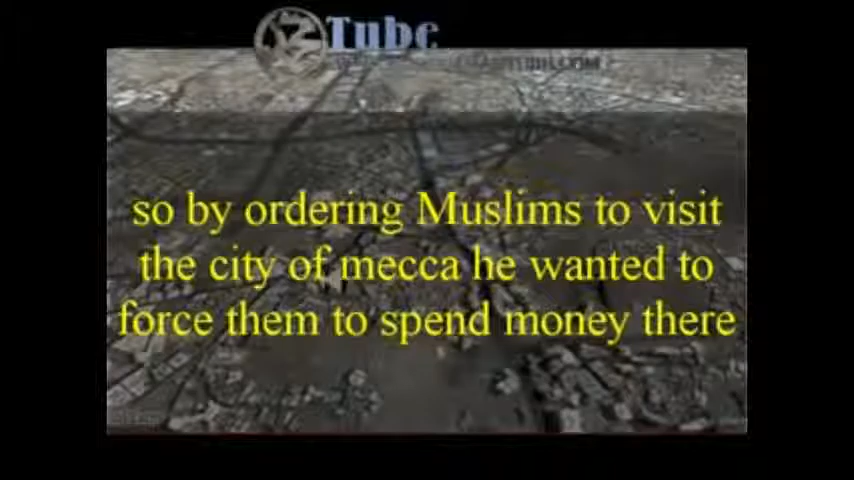 Tube
so by ordering Muslims to visit
the city of mecca he wanted to
force them to spend money there